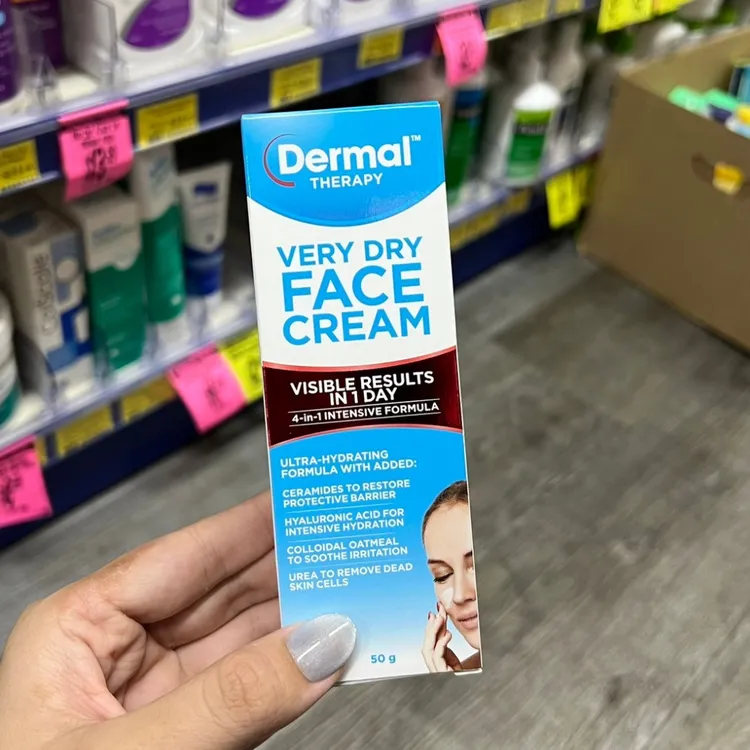 Dermal™
THERAPY
VERY DRY
FACE
CREAM
VISIBLE RESULTS
IN 1 DAY
4-in-1 INTENSIVE FORMULA
ULTRA-HYDRATING
FORMULA WITH ADDED:
CERAMIDES TO RESTORE
PROTECTIVE BARRIER
HYALURONIC ACID FOR
INTENSIVE HYDRATION
COLLOIDAL OATMEAL
TO SOOTHE IRRITATION
UREA TO REMOVE DEAD
SKIN CELLS
50 g